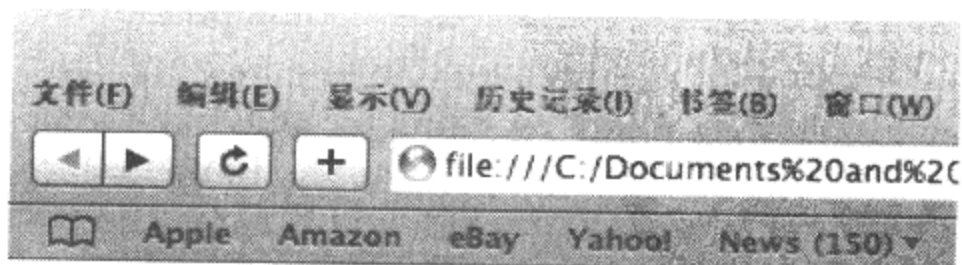 文件(F) 编辑(E) 显示(V) 历史记录(I) 书签(B) 窗口(W)
file:///C:/Documents%20and%2
Apple Amazon eBay Yahoo! News (150)